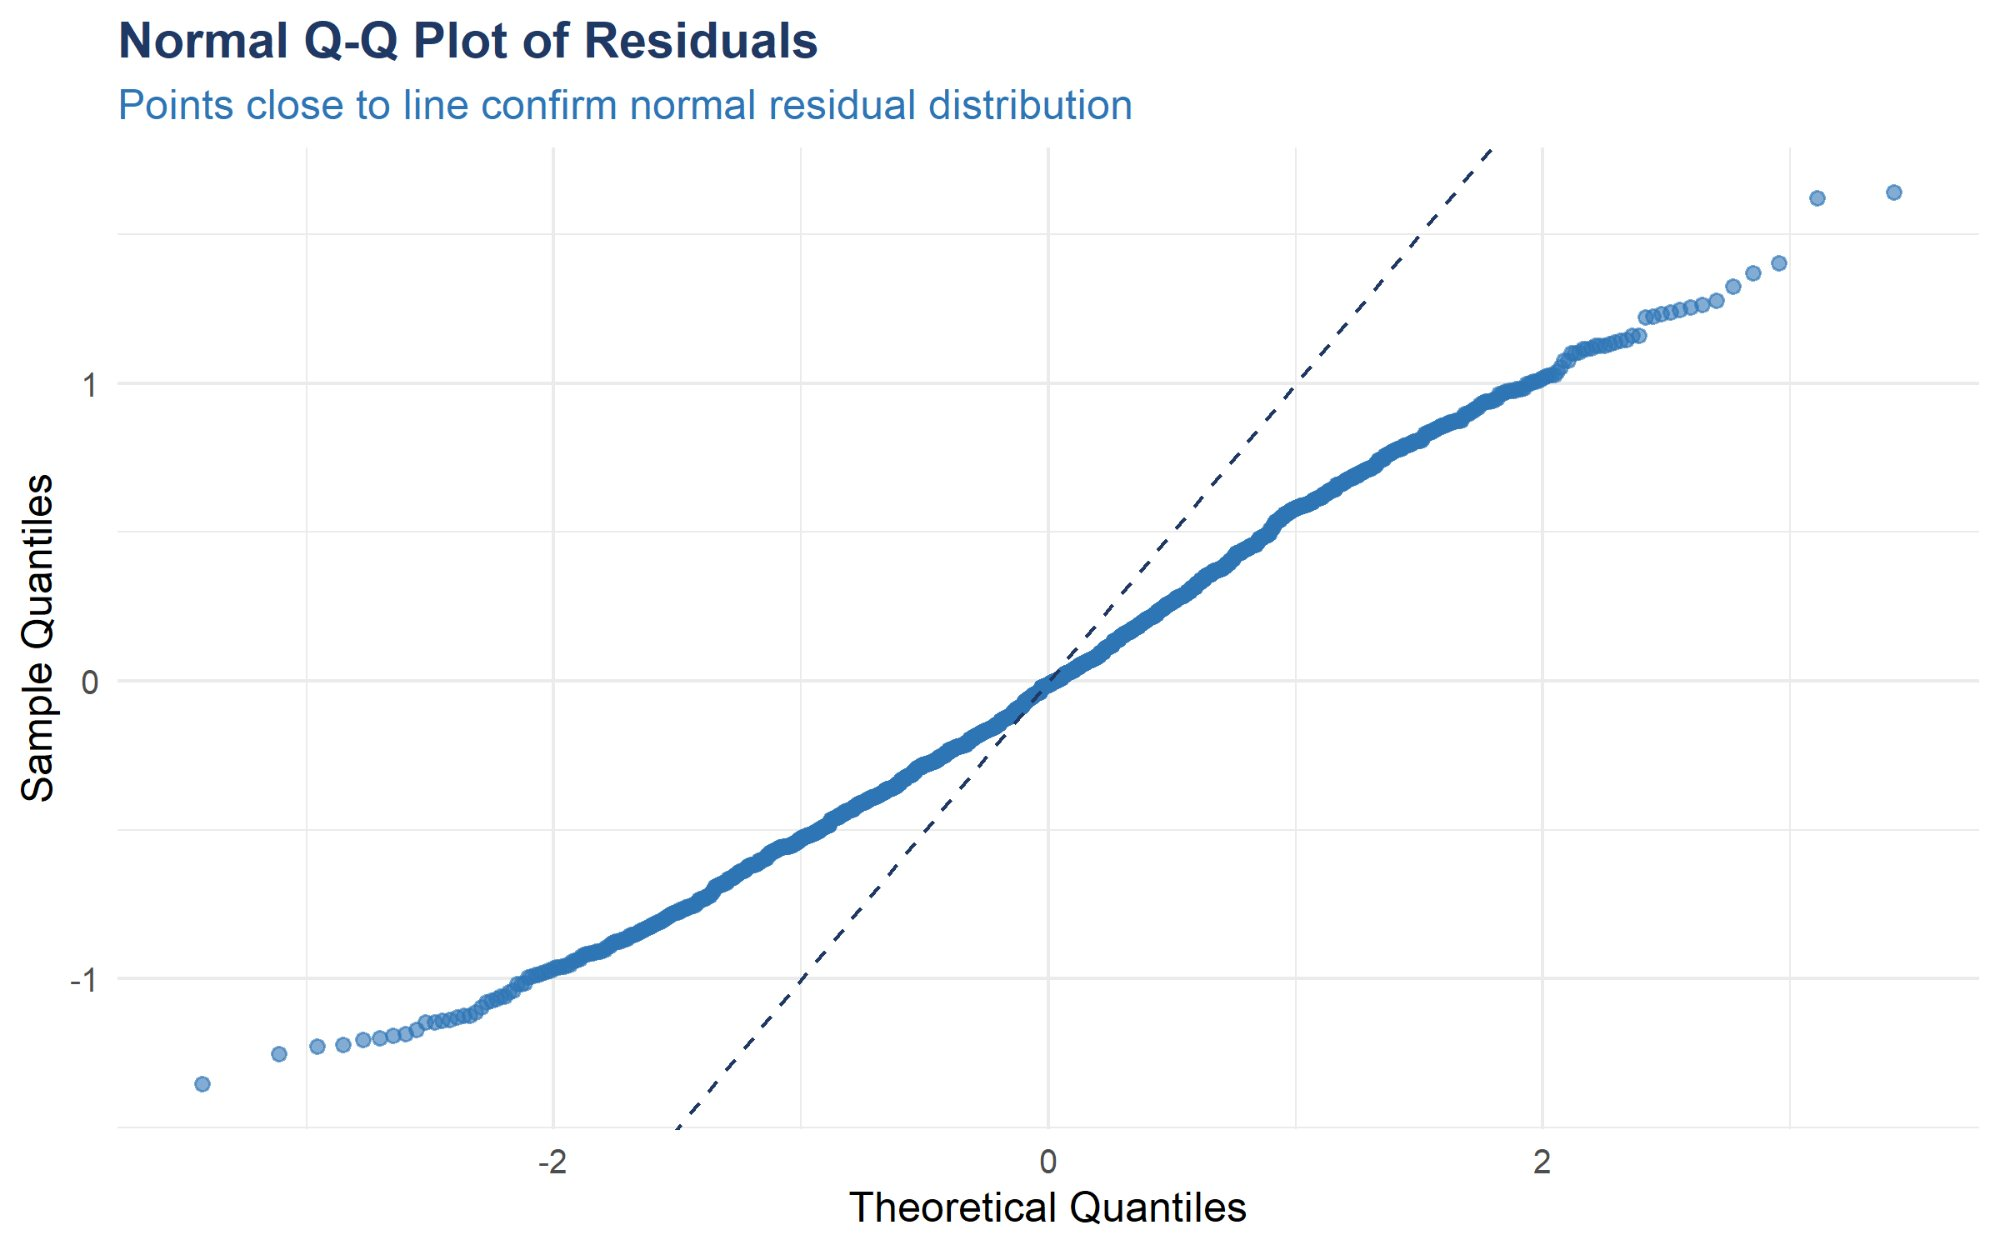 Normal Q-Q Plot of Residuals
Points close to line confirm normal residual distribution
Sample Quantiles
1
0
-1
-2
0
2
Theoretical Quantiles